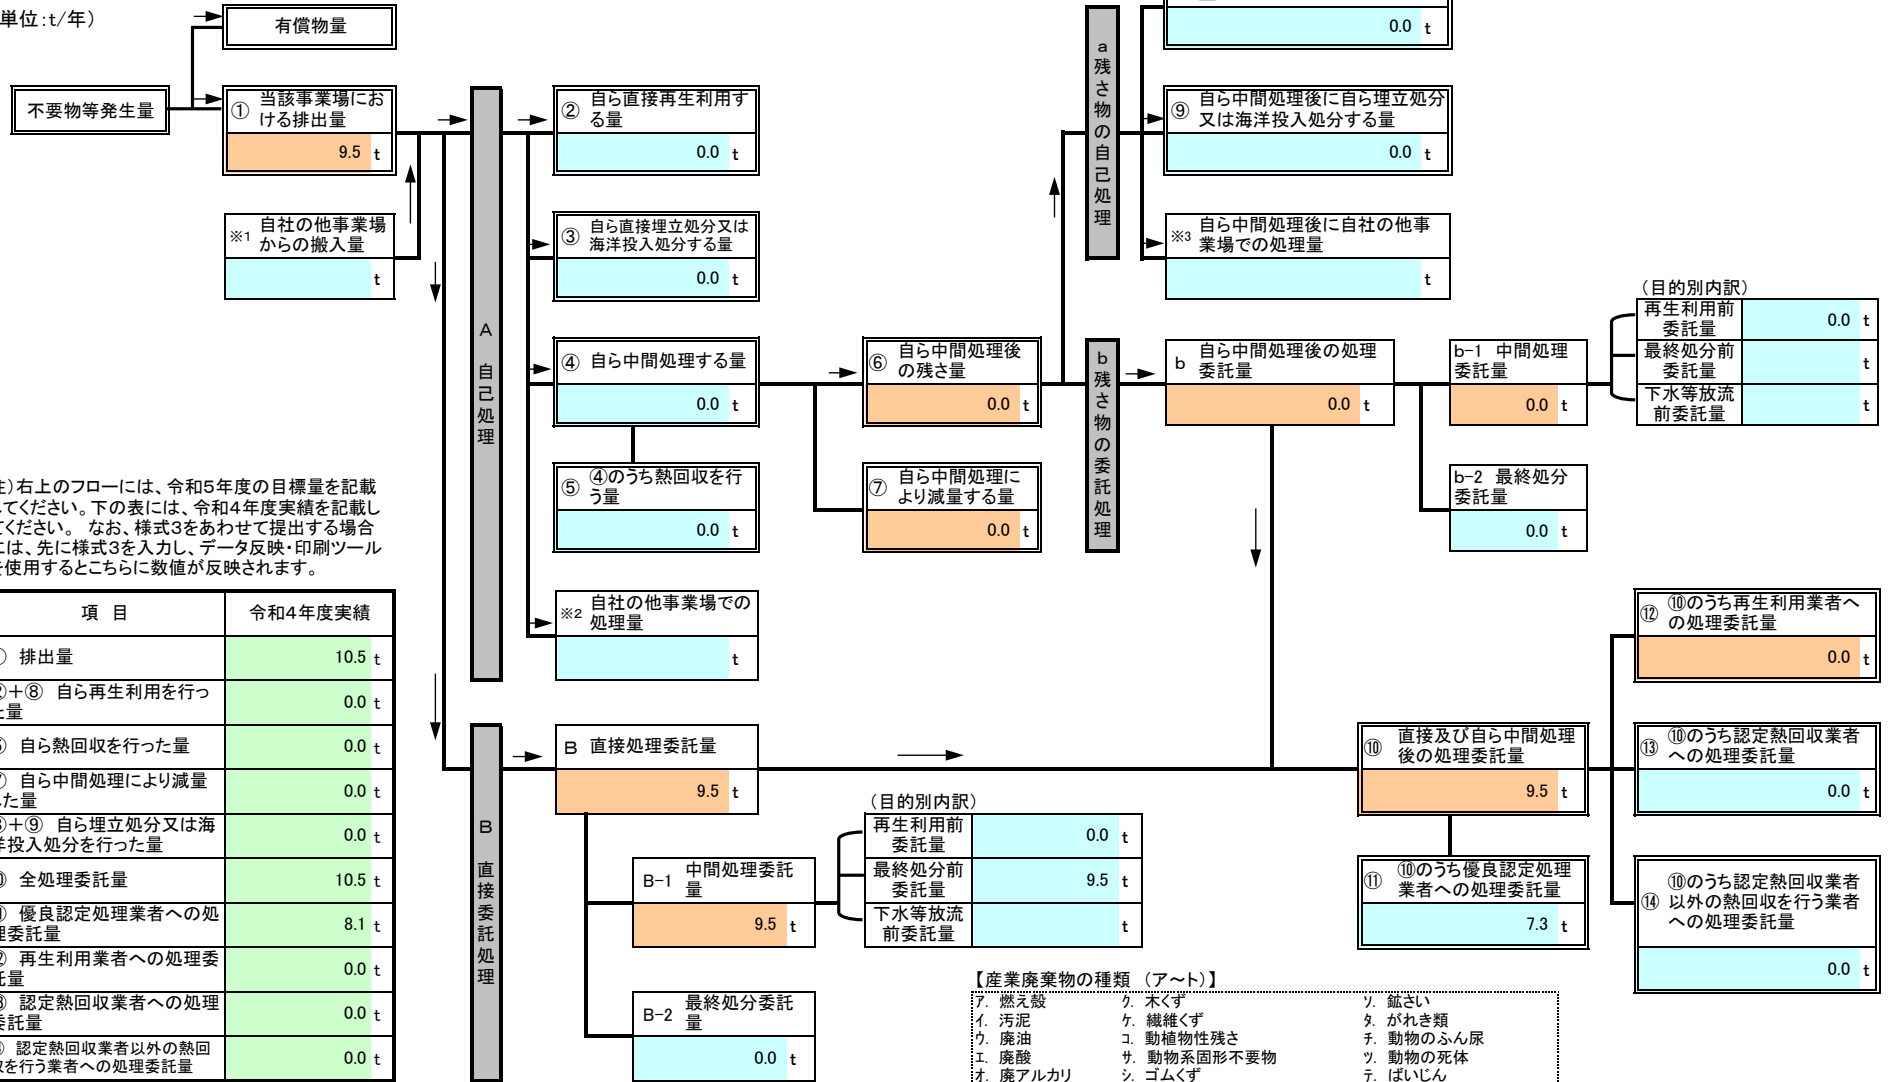 単位:t/年)
有償物量
不要物等発生量
① 当該事業場にお
ける排出量
9.5 t
※1 自社の他事業場
からの搬入量
t
A 自己処理
② 自ら直接再生利用す
る量
0.0 t
③ 自ら直接埋立処分又は
海洋投入処分する量
0.0 t
④ 自ら中間処理する量
0.0 t
⑤ ④のうち熱回収を行
う量
0.0 t
※2 自社の他事業場での
処理量
t
⑥ 自ら中間処理後
の残さ量
0.0 t
⑦ 自ら中間処理に
より減量する量
0.0 t
a 残さ物の自己処理
0.0 t
⑨ 自ら中間処理後に自ら埋立処分
又は海洋投入処分する量
0.0 t
※3 自ら中間処理後に自社の他事
業場での処理量
t
b 残さ物の委託処理
b 自ら中間処理後の処理
委託量
0.0 t
b-1 中間処理
委託量
0.0 t
b-2 最終処分
委託量
0.0 t
(目的別内訳)
再生利用前
委託量
0.0 t
最終処分前
委託量
t
下水等放流
前委託量
t
)右上のフローには、令和5年度の目標量を記載
てください。下の表には、令和4年度実績を記載し
ください。 なお、様式3をあわせて提出する場合
は、先に様式3を入力し、データ反映・印刷ツール
使用するとこちらに数値が反映されます。
項 目 令和4年度実績
排出量 10.5 t
+⑧ 自ら再生利用を行っ
量
0.0 t
自ら熱回収を行った量 0.0 t
自ら中間処理により減量
た量
0.0 t
+⑨ 自ら埋立処分又は海
投入処分を行った量
0.0 t
全処理委託量 10.5 t
優良認定処理業者への処
委託量
8.1 t
再生利用業者への処理委
量
0.0 t
認定熱回収業者への処理
託量
0.0 t
認定熱回収業者以外の熱回
を行う業者への処理委託量
0.0 t
B 直接委託処理
B 直接処理委託量
9.5 t
B-1 中間処理委託
量
9.5 t
B-2 最終処分委託
量
0.0 t
(目的別内訳)
再生利用前
委託量
0.0 t
最終処分前
委託量
9.5 t
下水等放流
前委託量
t
⑩ 直接及び自ら中間処理
後の処理委託量
9.5 t
⑪ ⑩のうち優良認定処理
業者への処理委託量
7.3 t
⑫ ⑩のうち再生利用業者へ
の処理委託量
0.0 t
⑬ ⑩のうち認定熱回収業者
への処理委託量
0.0 t
⑭ ⑩のうち認定熱回収業者
以外の熱回収を行う業者
への処理委託量
0.0 t
【産業廃棄物の種類 (ア~ト)】
ア. 燃え殻 ク. 木くず ソ. 鉱さい
イ. 汚泥 ケ. 繊維くず タ. がれき類
ウ. 廃油 コ. 動植物性残さ チ. 動物のふん尿
エ. 廃酸 サ. 動物系固形不要物 ツ. 動物の死体
オ. 廃アルカリ シ. ゴムくず テ. ばいじん